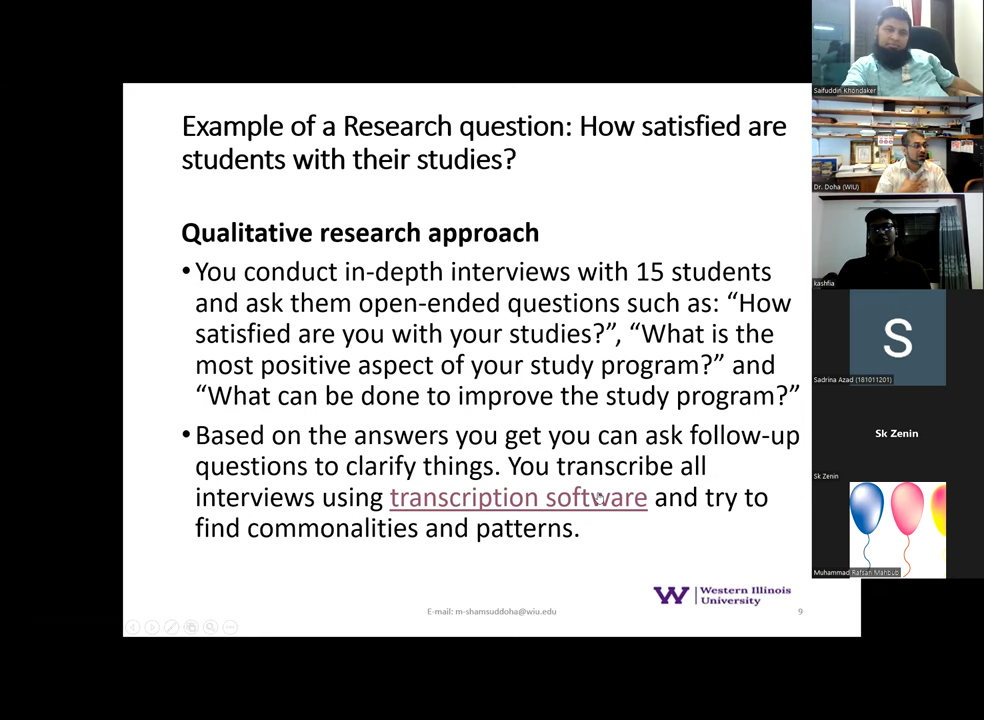 Example of a Research question: How satisfied are
students with their studies?
Qualitative research approach
•You conduct in-depth interviews with 15 students
and ask them open-ended questions such as: “How
satisfied are you with your studies?”, “What is the
most positive aspect of your study program?” and
“What can be done to improve the study program?”
•Based on the answers you get you can ask follow-up
questions to clarify things. You transcribe all
interviews using transcription software and try to
find commonalities and patterns.
W Western Illinois
University
E-mail: m-shamsuddoha@wiu.edu
9
Saifuddin Khondaker
Dr. Doha (WIU)
kashfia
S
Sadrina Azad (181011201)
Sk Zenin
Sk Zenin
Muhammad Rafsan Mahbub